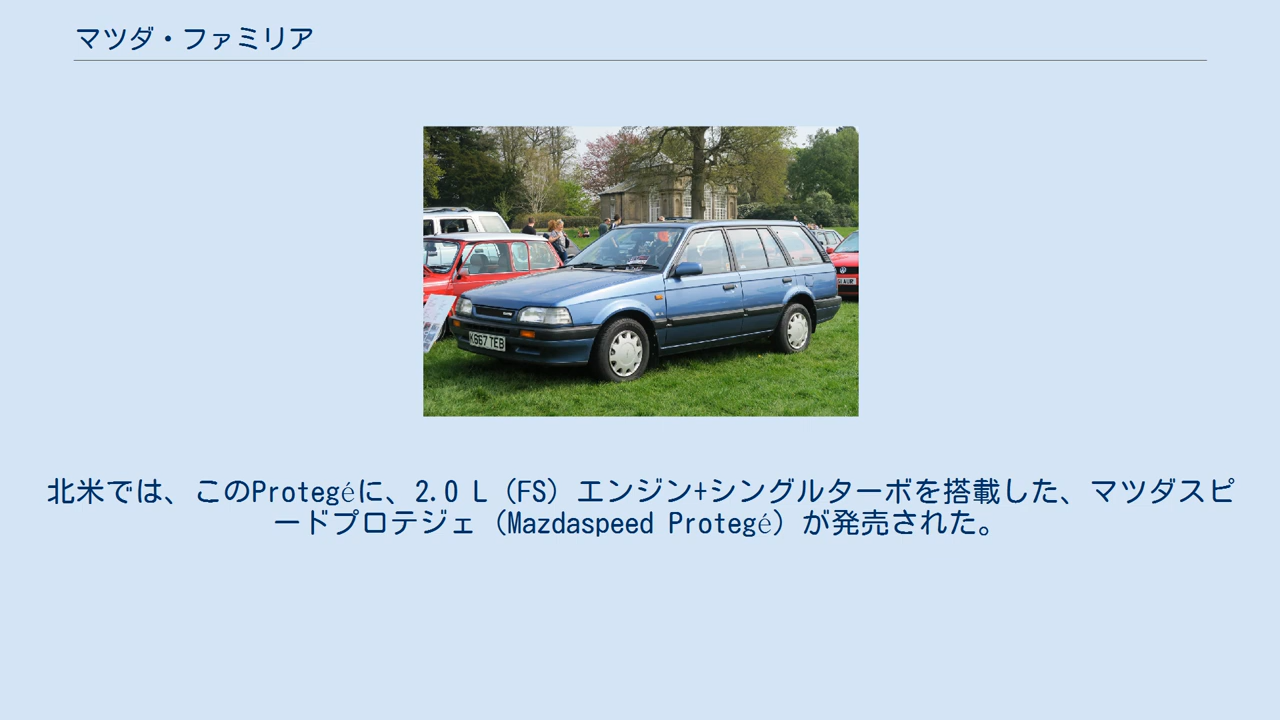 マツダ・ファミリア
K667 TEB
北米では、このProtegéに、2.0 L（FS）エンジン+シングルターボを搭載した、マツダスピ
ードプロテジェ（Mazdaspeed Protegé）が発売された。